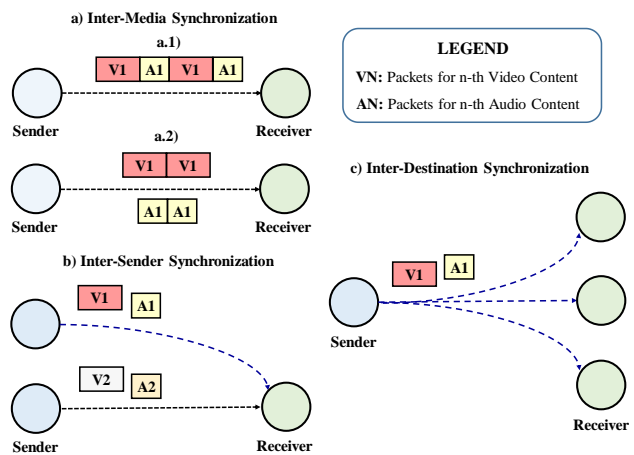 a) Inter-Media Synchronization
a.1)
V1 A1 V1 A1
Sender
Receiver
a.2)
V1 V1
A1 A1
Sender
Receiver
LEGEND
VN: Packets for n-th Video Content
AN: Packets for n-th Audio Content
b) Inter-Sender Synchronization
V1 A1
V2 A2
Sender
Receiver
c) Inter-Destination Synchronization
V1 A1
Sender
Receiver